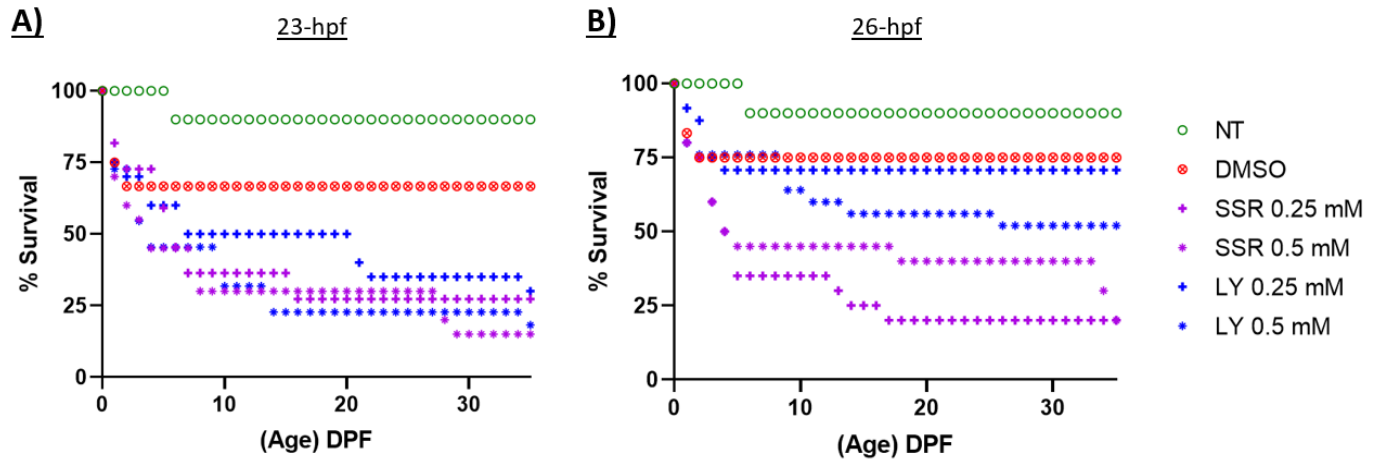 A)
23-hpf
B)
26-hpf
100
75
50
25
0
% Survival
0
10
20
30
(Age) DPF
100
75
50
25
0
% Survival
0
10
20
30
(Age) DPF
NT
DMSO
SSR 0.25 mM
SSR 0.5 mM
LY 0.25 mM
LY 0.5 mM